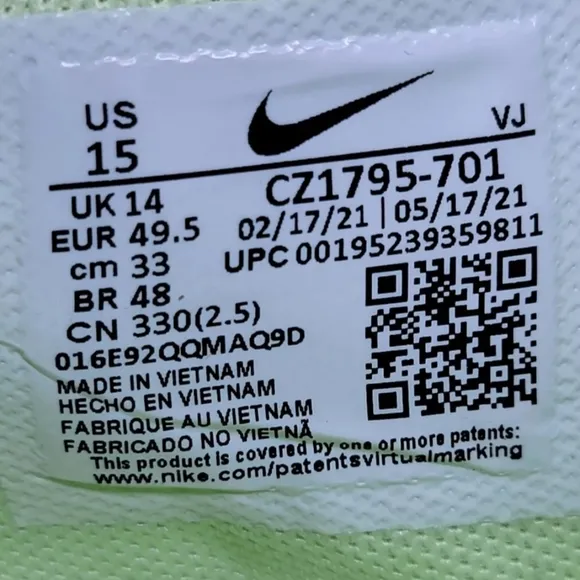 US
15
VJ
UK 14
EUR 49.5
cm 33
BR 48
CN 330(2.5)
CZ1795-701
02/17/21 | 05/17/21
UPC 00195239359811
016E92QQMAQ9D
MADE IN VIETNAM
HECHO EN VIETNAM
FABRIQUE AU VIETNAM
FABRICADO NO VIETNÃ
This product is covered by one or more patents:
www.nike.com/patentsvirtualmarking